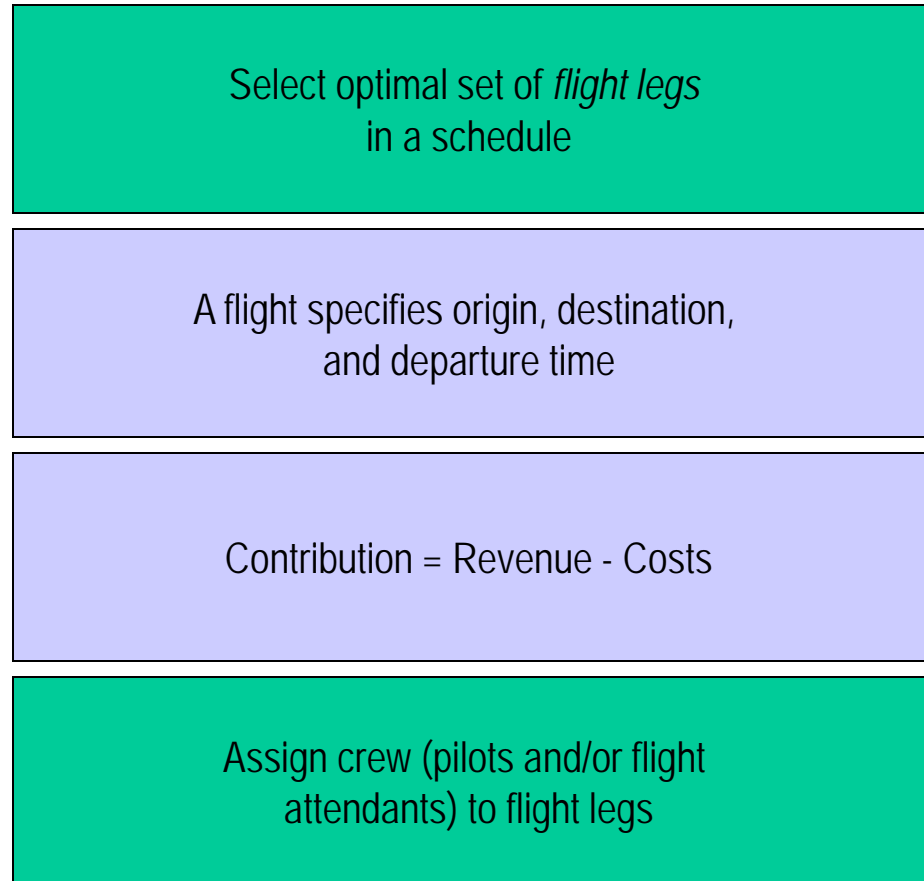 Select optimal set of flight legs
in a schedule
A flight specifies origin, destination,
and departure time
Contribution = Revenue - Costs
Assign crew (pilots and/or flight
attendants) to flight legs